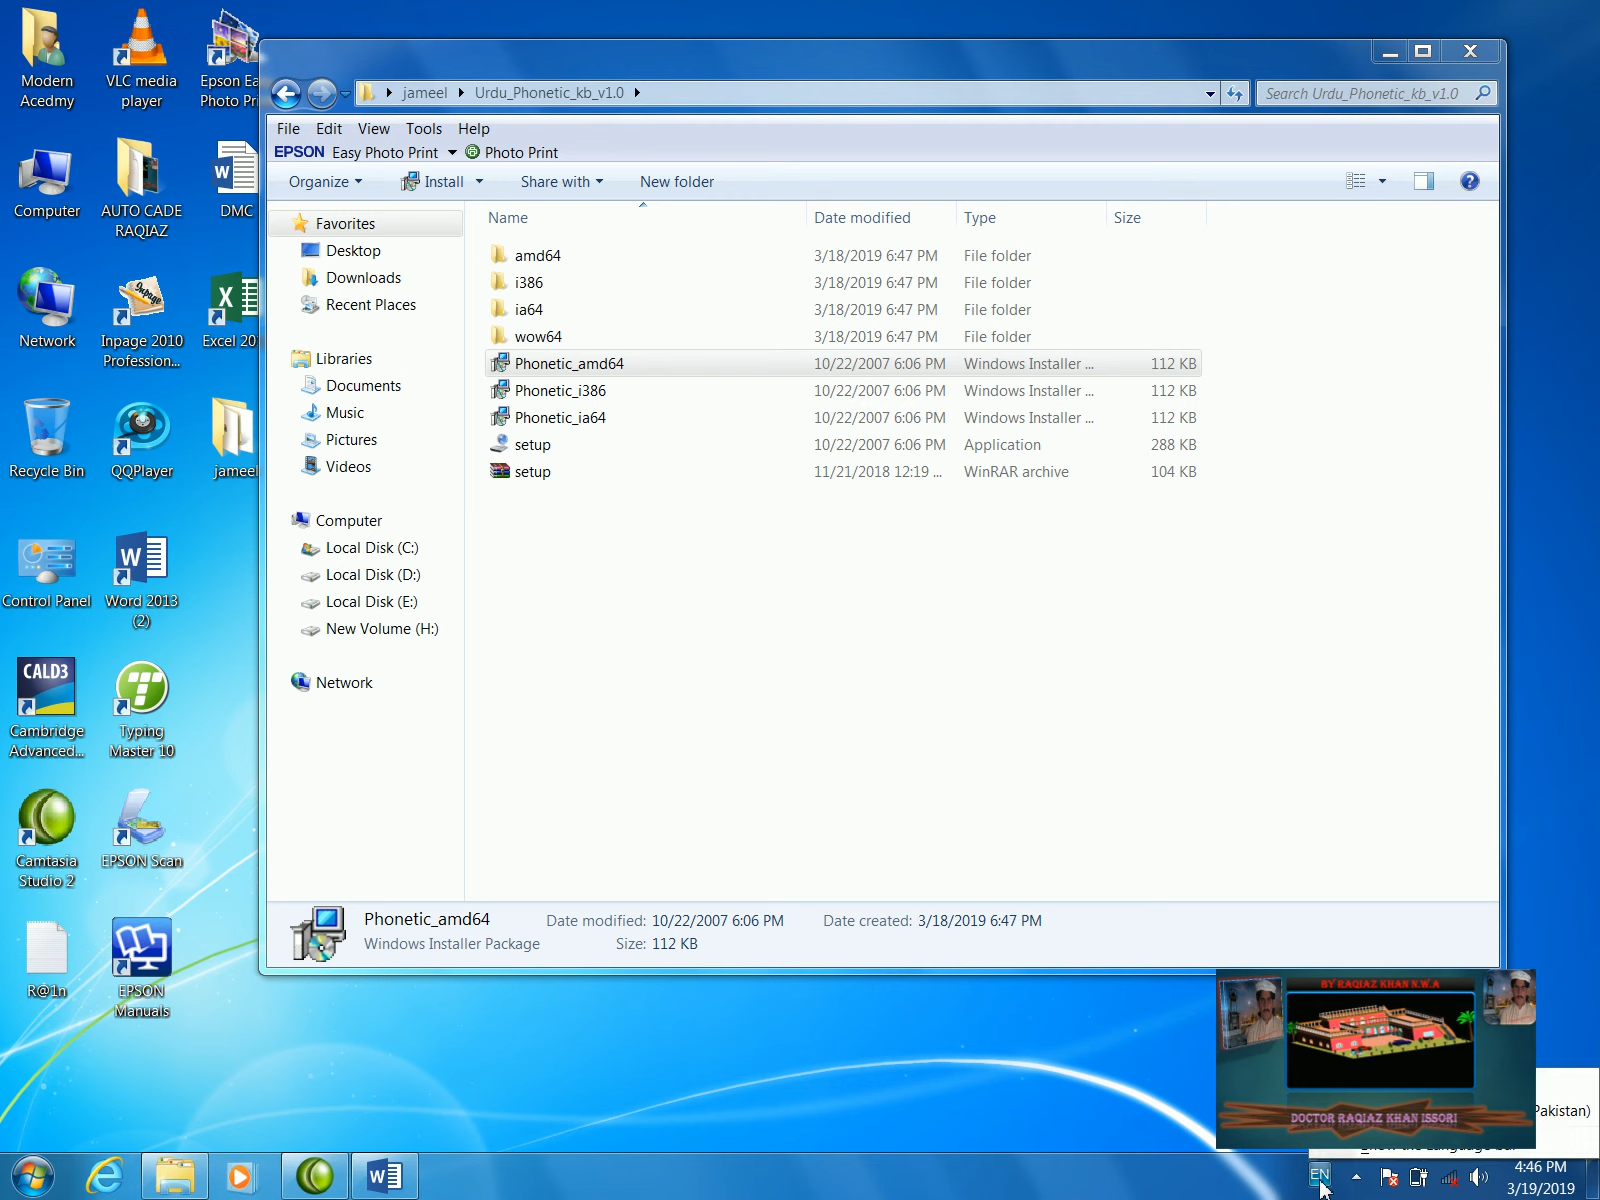 Modern
Acedmy
VLC media
player
Epson Ea
Photo Pri
Computer
AUTO CADE
RAQIAZ
DMC
Network
Inpage 2010
Profession...
Excel 20
Recycle Bin
QQPlayer
jameel
Control Panel
Word 2013
(2)
CALD3
Cambridge
Advanced...
Typing
Master 10
Camtasia
Studio 2
EPSON Scan
R@1n
EPSON
Manuals
jameel
Urdu_Phonetic_kb_v1.0
Search Urdu_Phonetic_kb_v1.0
File Edit View Tools Help
EPSON Easy Photo Print Photo Print
Organize Install Share with New folder
Favorites
Desktop
Downloads
Recent Places
Libraries
Documents
Music
Pictures
Videos
Computer
Local Disk (C:)
Local Disk (D:)
Local Disk (E:)
New Volume (H:)
Network
Name Date modified Type Size
amd64 3/18/2019 6:47 PM File folder
i386 3/18/2019 6:47 PM File folder
ia64 3/18/2019 6:47 PM File folder
wow64 3/18/2019 6:47 PM File folder
Phonetic_amd64 10/22/2007 6:06 PM Windows Installer ... 112 KB
Phonetic_i386 10/22/2007 6:06 PM Windows Installer ... 112 KB
Phonetic_ia64 10/22/2007 6:06 PM Windows Installer ... 112 KB
setup 10/22/2007 6:06 PM Application 288 KB
setup 11/21/2018 12:19 ... WinRAR archive 104 KB
Phonetic_amd64 Date modified: 10/22/2007 6:06 PM Date created: 3/18/2019 6:47 PM
Windows Installer Package Size: 112 KB
BY RAQIAZ KHAN N.W.A
DOCTOR RAQIAZ KHAN ISSORI
Pakistan)
EN
4:46 PM
3/19/2019